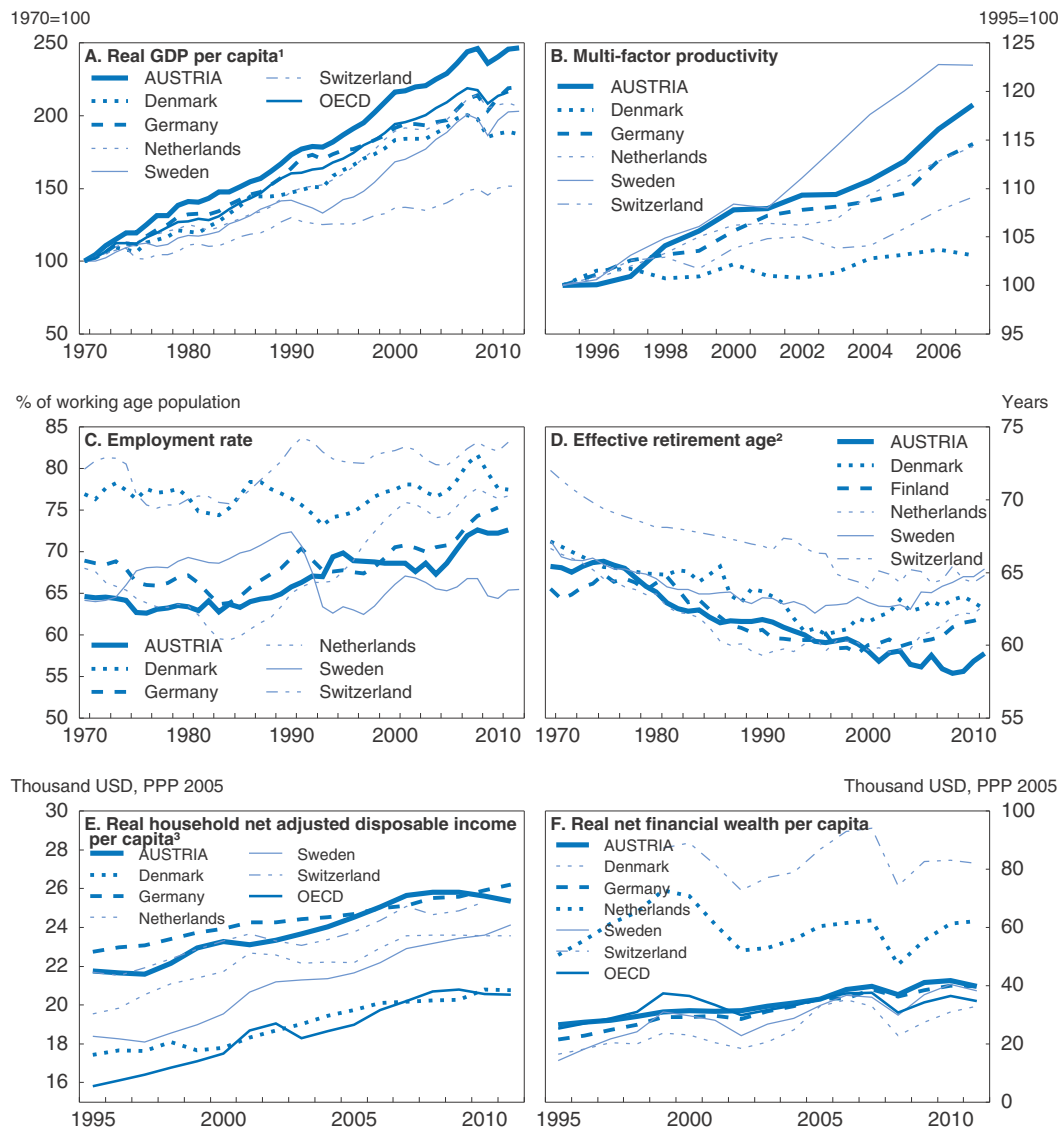 1970=100
1995=100
A. Real GDP per capita¹
AUSTRIA
Denmark
Germany
Netherlands
Sweden
Switzerland
OECD
250
200
150
100
50
1970
1980
1990
2000
2010
B. Multi-factor productivity
AUSTRIA
Denmark
Germany
Netherlands
Sweden
Switzerland
125
120
115
110
105
100
95
1996
1998
2000
2002
2004
2006
% of working age population
Years
C. Employment rate
85
80
75
70
65
60
55
50
AUSTRIA
Denmark
Germany
Netherlands
Sweden
Switzerland
1970
1980
1990
2000
2010
D. Effective retirement age²
AUSTRIA
Denmark
Finland
Netherlands
Sweden
Switzerland
75
70
65
60
55
1970
1980
1990
2000
2010
Thousand USD, PPP 2005
Thousand USD, PPP 2005
E. Real household net adjusted disposable income
per capita³
AUSTRIA
Denmark
Germany
Netherlands
Sweden
Switzerland
OECD
30
28
26
24
22
20
18
16
1995
2000
2005
2010
F. Real net financial wealth per capita
AUSTRIA
Denmark
Germany
Netherlands
Sweden
Switzerland
OECD
100
80
60
40
20
0
1995
2000
2005
2010